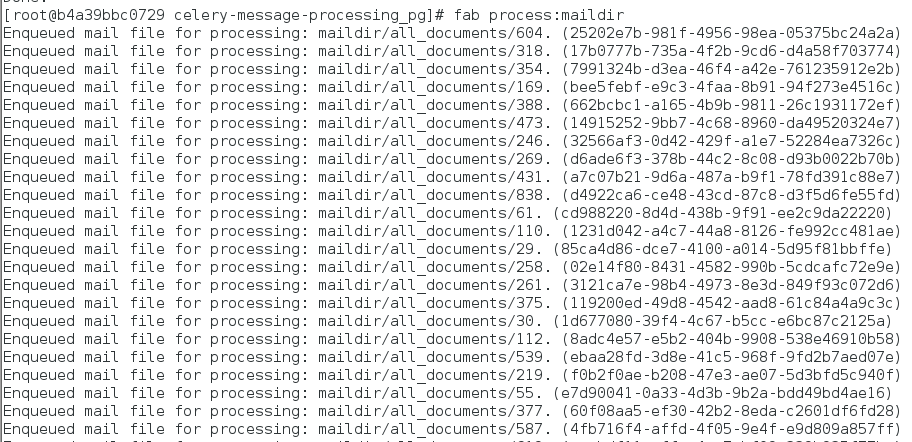 [root@b4a39bbc0729 celery-message-processing_pg]# fab process:maildir
Enqueued mail file for processing: maildir/all_documents/604. (25202e7b-981f-4956-98ea-05375bc24a2a)
Enqueued mail file for processing: maildir/all_documents/318. (17b0777b-735a-4f2b-9cd6-d4a58f703774)
Enqueued mail file for processing: maildir/all_documents/354. (7991324b-d3ea-46f4-a42e-761235912e2b)
Enqueued mail file for processing: maildir/all_documents/169. (bee5febf-e9c3-4faa-8b91-94f273e4516c)
Enqueued mail file for processing: maildir/all_documents/388. (662bcbc1-a165-4b9b-9811-26c1931172ef)
Enqueued mail file for processing: maildir/all_documents/473. (14915252-9bb7-4c68-8960-da49520324e7)
Enqueued mail file for processing: maildir/all_documents/246. (32566af3-0d42-429f-a1e7-52284ea7326c)
Enqueued mail file for processing: maildir/all_documents/269. (d6ade6f3-378b-44c2-8c08-d93b0022b70b)
Enqueued mail file for processing: maildir/all_documents/431. (a7c07b21-9d6a-487a-b9f1-78fd391c88e7)
Enqueued mail file for processing: maildir/all_documents/838. (d4922ca6-ce48-43cd-87c8-d3f5d6fe55fd)
Enqueued mail file for processing: maildir/all_documents/61. (cd988220-8d4d-438b-9f91-ee2c9da22220)
Enqueued mail file for processing: maildir/all_documents/110. (1231d042-a4c7-44a8-8126-fe992cc481ae)
Enqueued mail file for processing: maildir/all_documents/29. (85ca4d86-dce7-4100-a014-5d95f81bbffe)
Enqueued mail file for processing: maildir/all_documents/258. (02e14f80-8431-4582-990b-5cdcafc72e9e)
Enqueued mail file for processing: maildir/all_documents/261. (3121ca7e-98b4-4973-8e3d-849f93c072d6)
Enqueued mail file for processing: maildir/all_documents/375. (119200ed-49d8-4542-aad8-61c84a4a9c3c)
Enqueued mail file for processing: maildir/all_documents/30. (1d677080-39f4-4c67-b5cc-e6bc87c2125a)
Enqueued mail file for processing: maildir/all_documents/112. (8adc4e57-e5b2-404b-9908-538e46910b58)
Enqueued mail file for processing: maildir/all_documents/539. (ebaa28fd-3d8e-41c5-968f-9fd2b7aed07e)
Enqueued mail file for processing: maildir/all_documents/219. (f0b2f0ae-b208-47e3-ae07-5d3bfd5c940f)
Enqueued mail file for processing: maildir/all_documents/55. (e7d90041-0a33-4d3b-9b2a-bdd49bd4ae16)
Enqueued mail file for processing: maildir/all_documents/377. (60f08aa5-ef30-42b2-8eda-c2601df6fd28)
Enqueued mail file for processing: maildir/all_documents/587. (4fb716f4-affd-4f05-9e4f-e9d809a857ff)